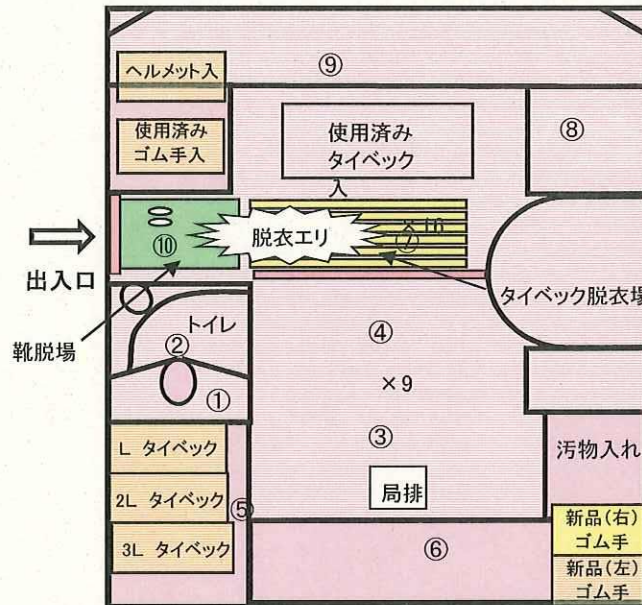 ⑨
ヘルメット入
使用済み
ゴム手入
使用済み
タイベック
入
⑧
⑩
脱衣エリ
×16
⑦
出入口
タイベック脱衣場
靴脱場
トイレ
②
①
④
×9
③
局排
L タイベック
2L タイベック
3L タイベック
⑤
⑥
汚物入れ
新品(右)
ゴム手
新品(左)
ゴム手